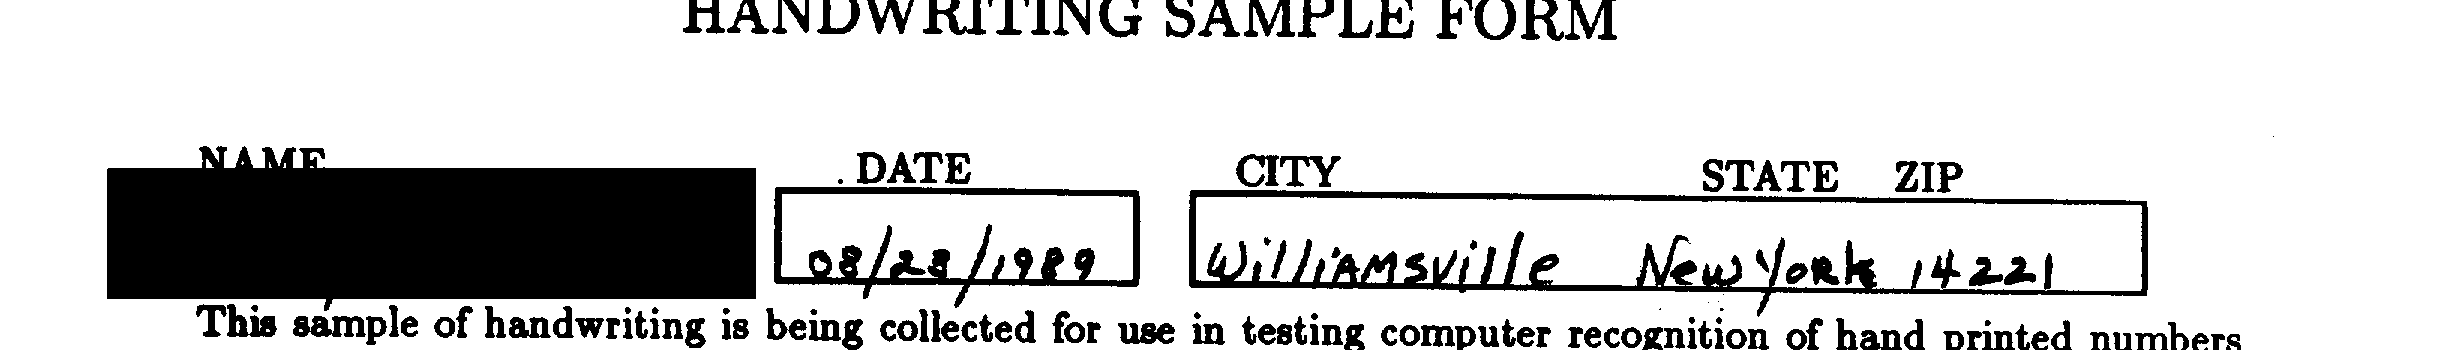 HANDWRITING SAMPLE FORM
NAME DATE CITY STATE ZIP
08/28/1989 WilliAMSville New York 14221
This sample of handwriting is being collected for use in testing computer recognition of hand printed numbers